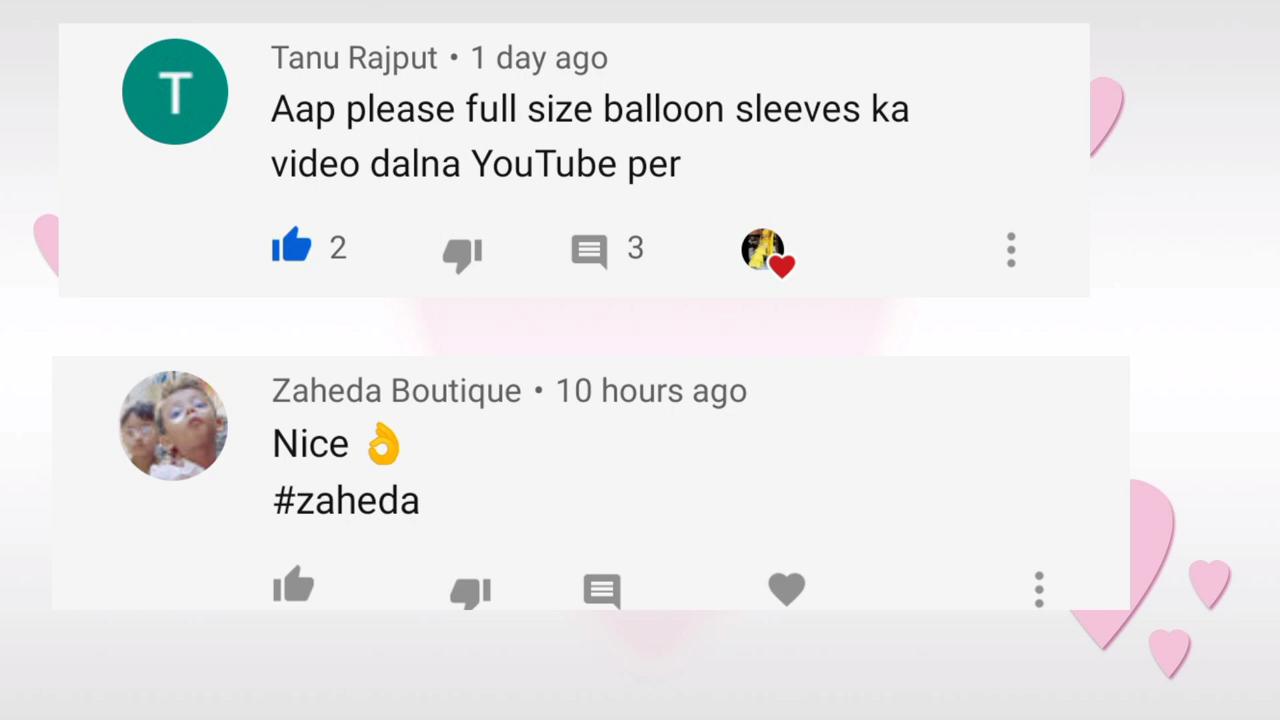 T
Tanu Rajput • 1 day ago
Aap please full size balloon sleeves ka
video dalna YouTube per
2 3
Zaheda Boutique • 10 hours ago
Nice 👌
#zaheda